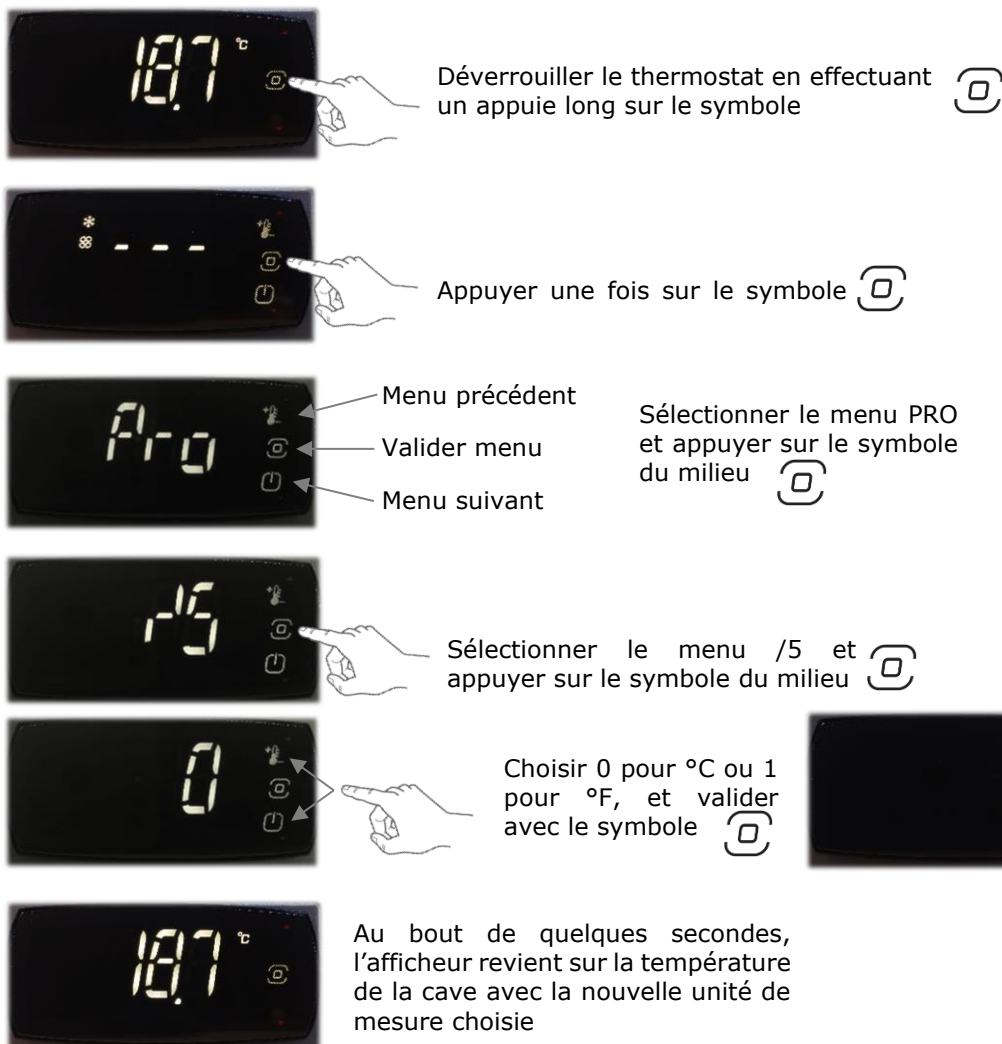 18.7 °C
Déverrouiller le thermostat en effectuant
un appuie long sur le symbole
- - -
Appuyer une fois sur le symbole
Pro
Menu précédent
Valider menu
Menu suivant
Sélectionner le menu PRO
et appuyer sur le symbole
du milieu
r/5
Sélectionner le menu /5 et
appuyer sur le symbole du milieu
0
Choisir 0 pour °C ou 1
pour °F, et valider
avec le symbole
18.7 °C
Au bout de quelques secondes,
l’afficheur revient sur la température
de la cave avec la nouvelle unité de
mesure choisie